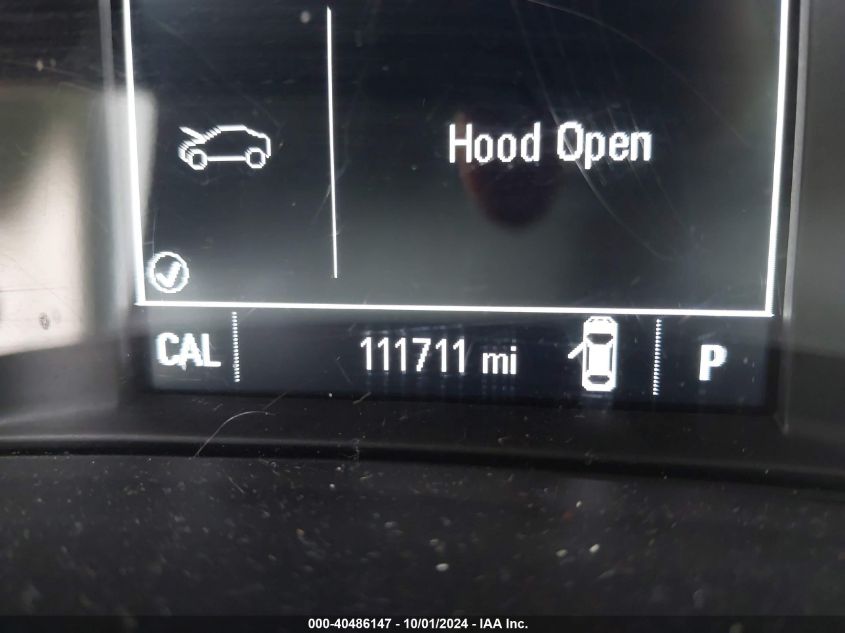 Hood Open
CAL 111711 mi P
000-40486147 - 10/01/2024 - IAA Inc.